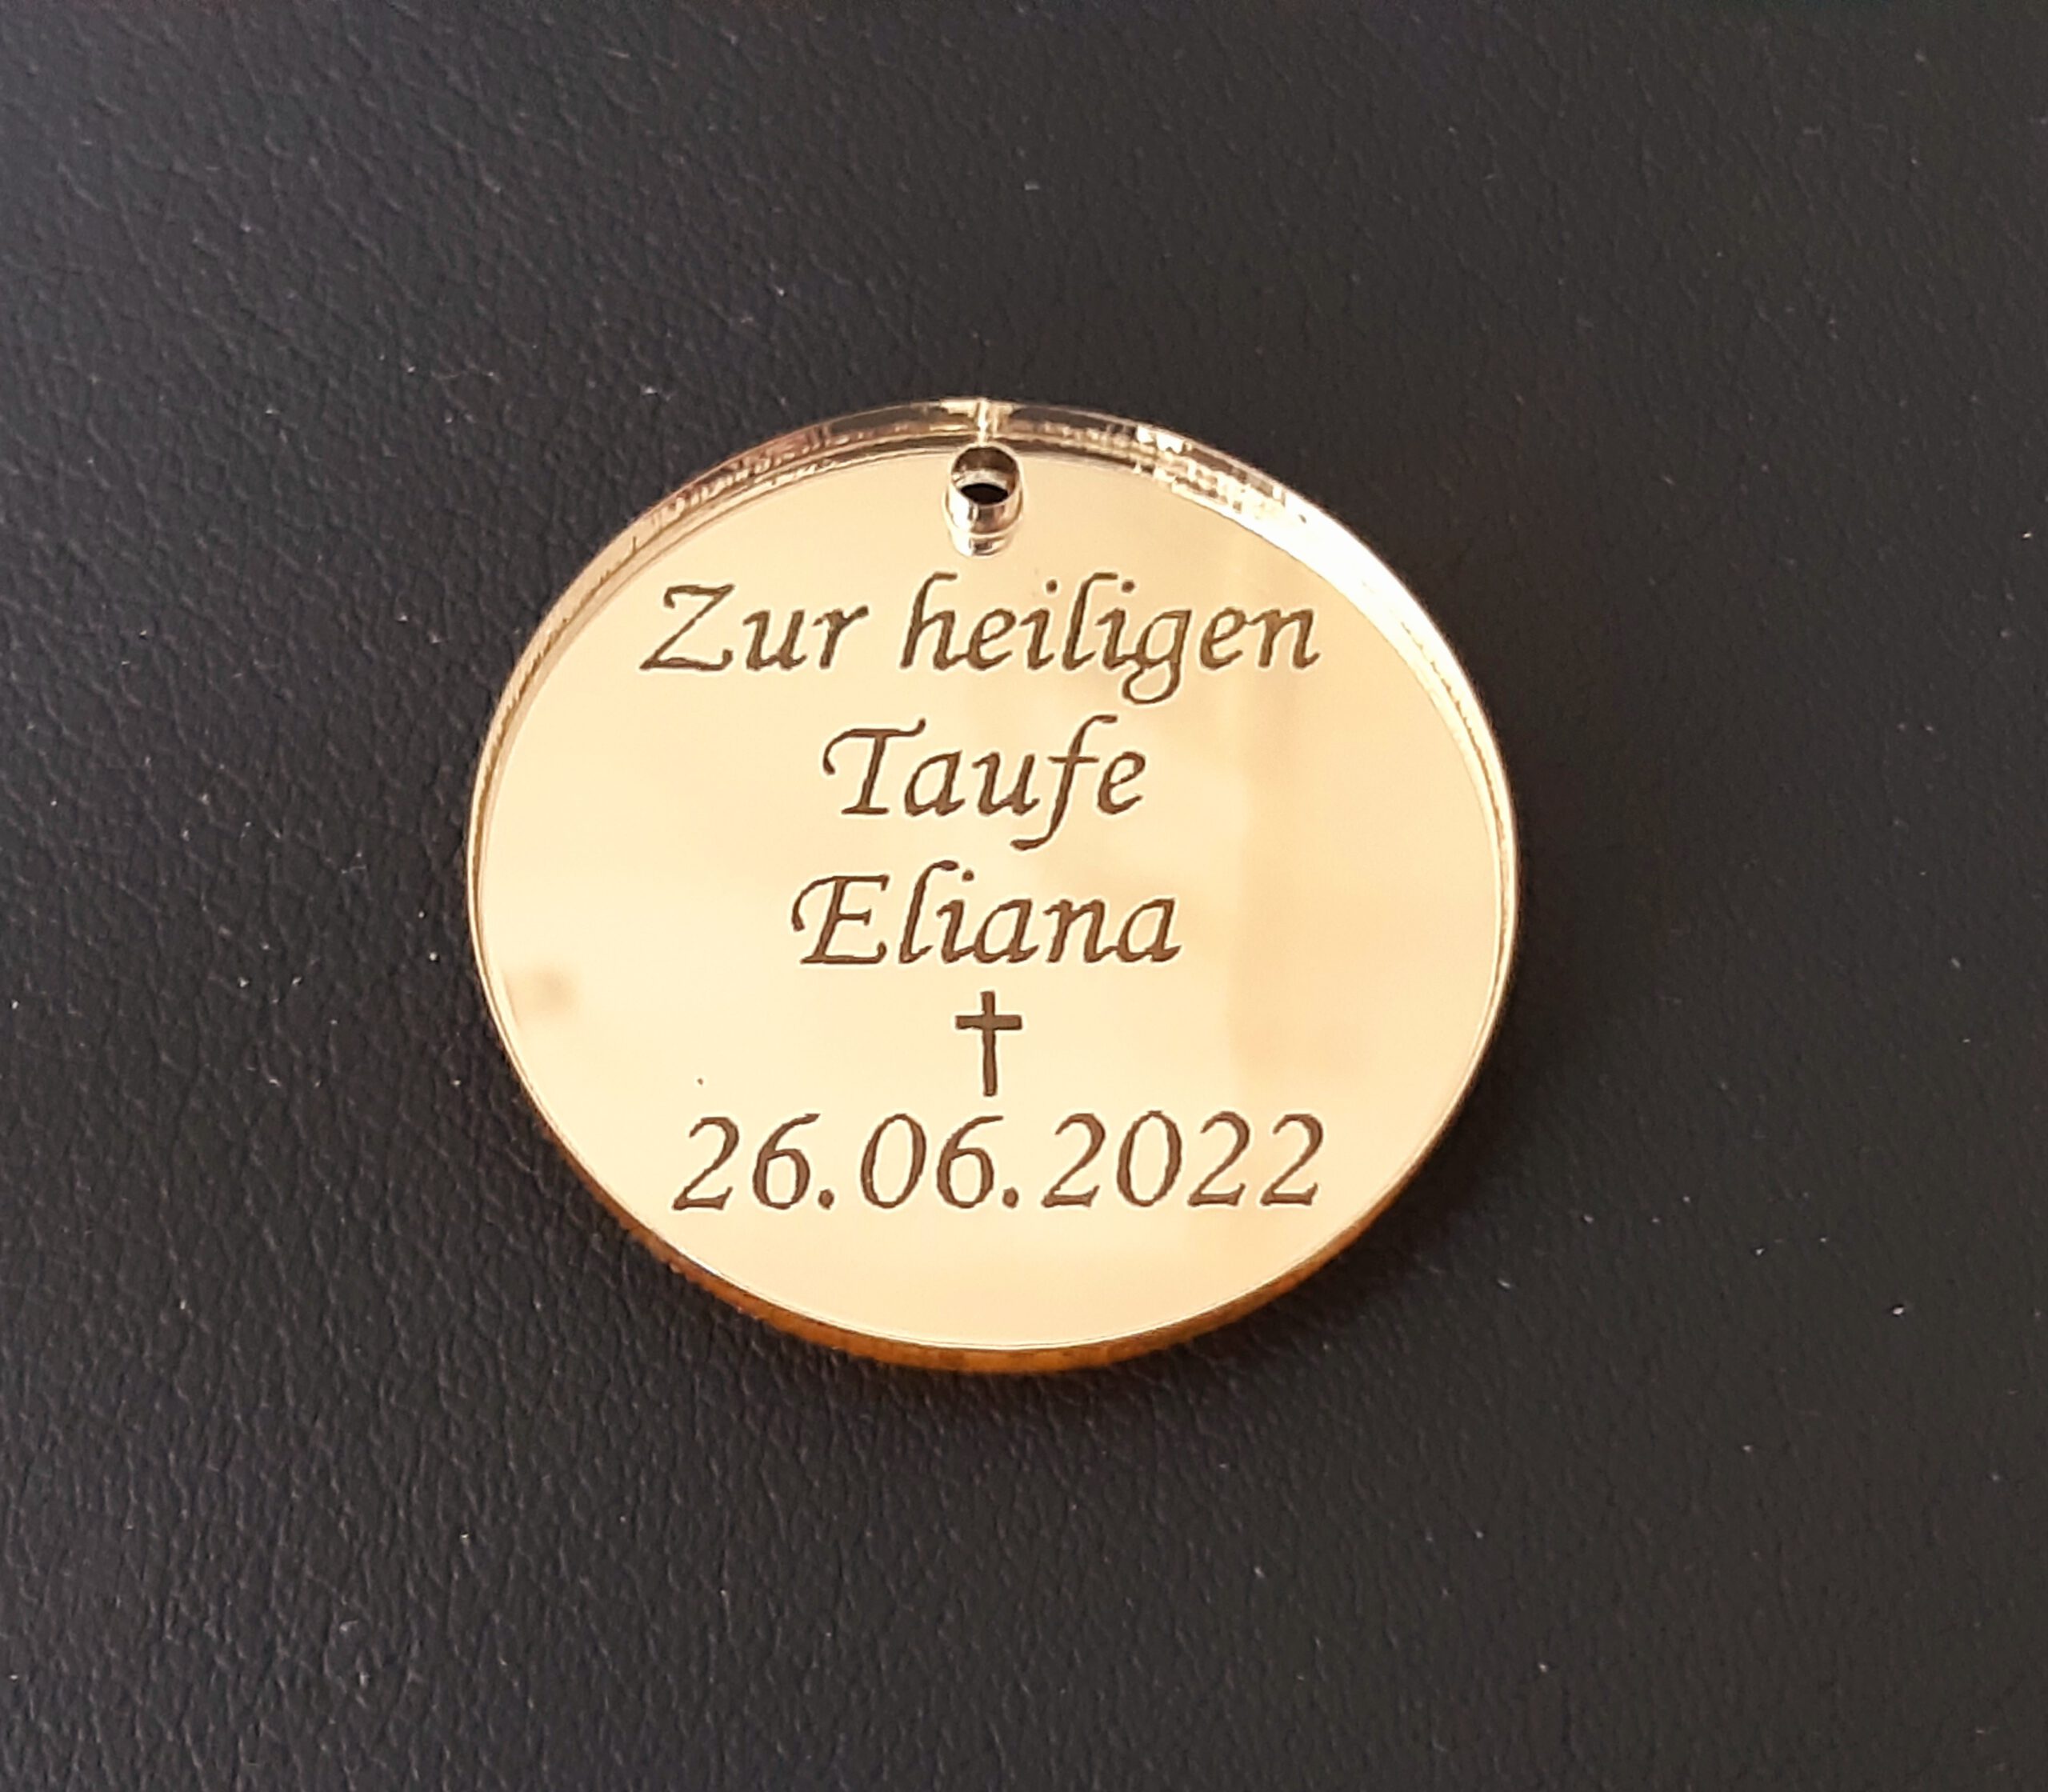 Zur heiligen
Taufe
Eliana
26.06.2022